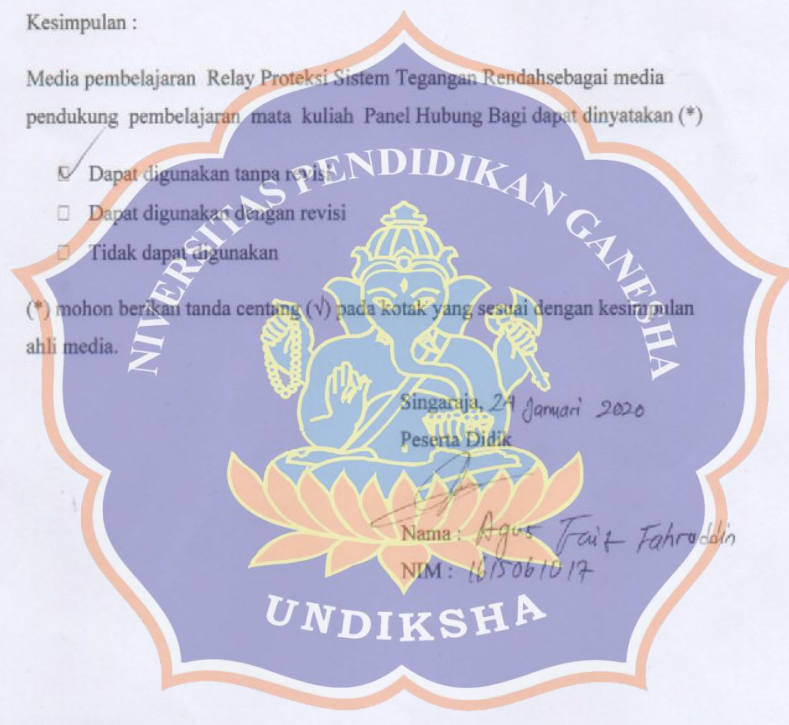 Kesimpulan :
Media pembelajaran Relay Proteksi Sistem Tegangan Rendahsebagai media
pendukung pembelajaran mata kuliah Panel Hubung Bagi dapat dinyatakan (*)
☑ Dapat digunakan tanpa revisi
☐ Dapat digunakan dengan revisi
☐ Tidak dapat digunakan
(*) mohon berikan tanda centang (√) pada kotak yang sesuai dengan kesimpulan
ahli media.
Singaraja, 24 Januari 2020
Peserta Didik
Nama : Agus Faiz Fahruddin
NIM : 1615061017
NIVERSITAS PENDIDIKAN GANESHA
UNDIKSHA